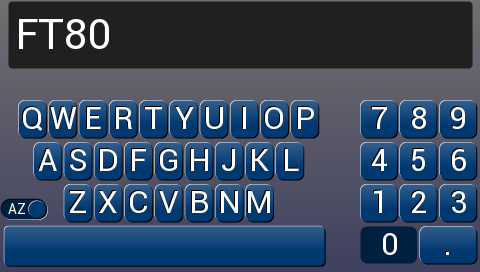 FT80
Q W E R T Y U I O P 7 8 9
A S D F G H J K L 4 5 6
Z X C V B N M 1 2 3
AZ
0 .